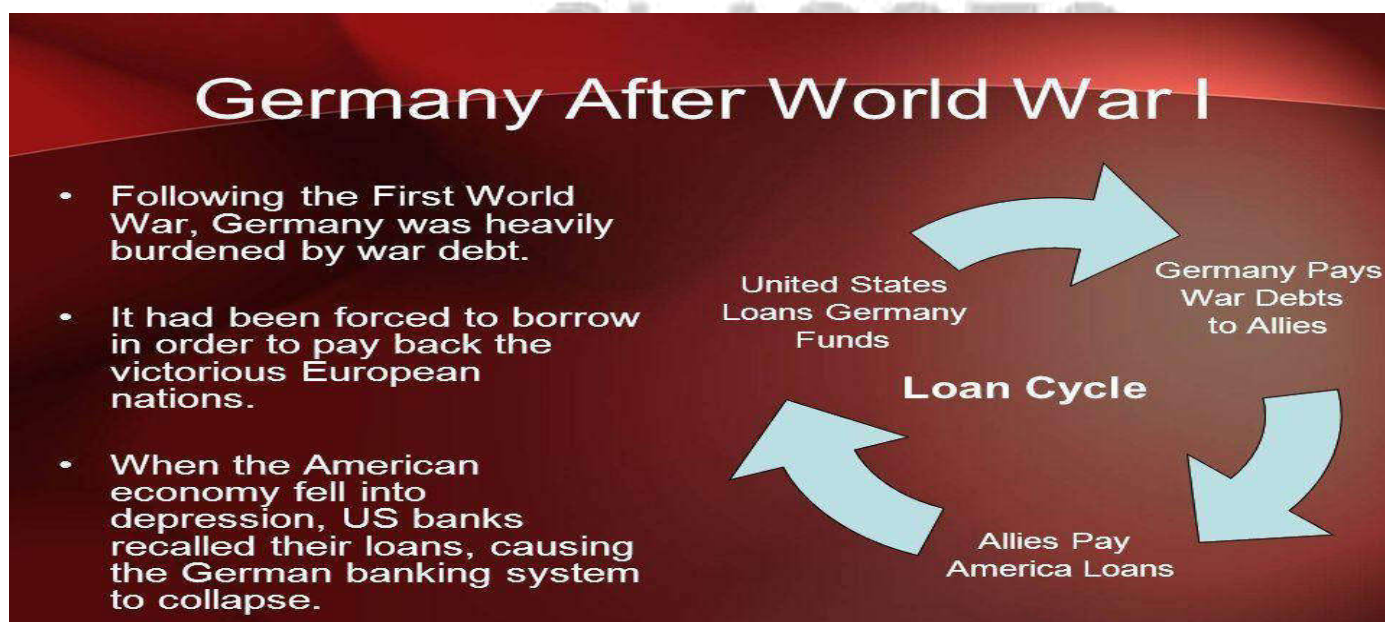 Germany After World War I
• Following the First World
War, Germany was heavily
burdened by war debt.
• It had been forced to borrow
in order to pay back the
victorious European
nations.
• When the American
economy fell into
depression, US banks
recalled their loans, causing
the German banking system
to collapse.
United States
Loans Germany
Funds
Germany Pays
War Debts
to Allies
Loan Cycle
Allies Pay
America Loans